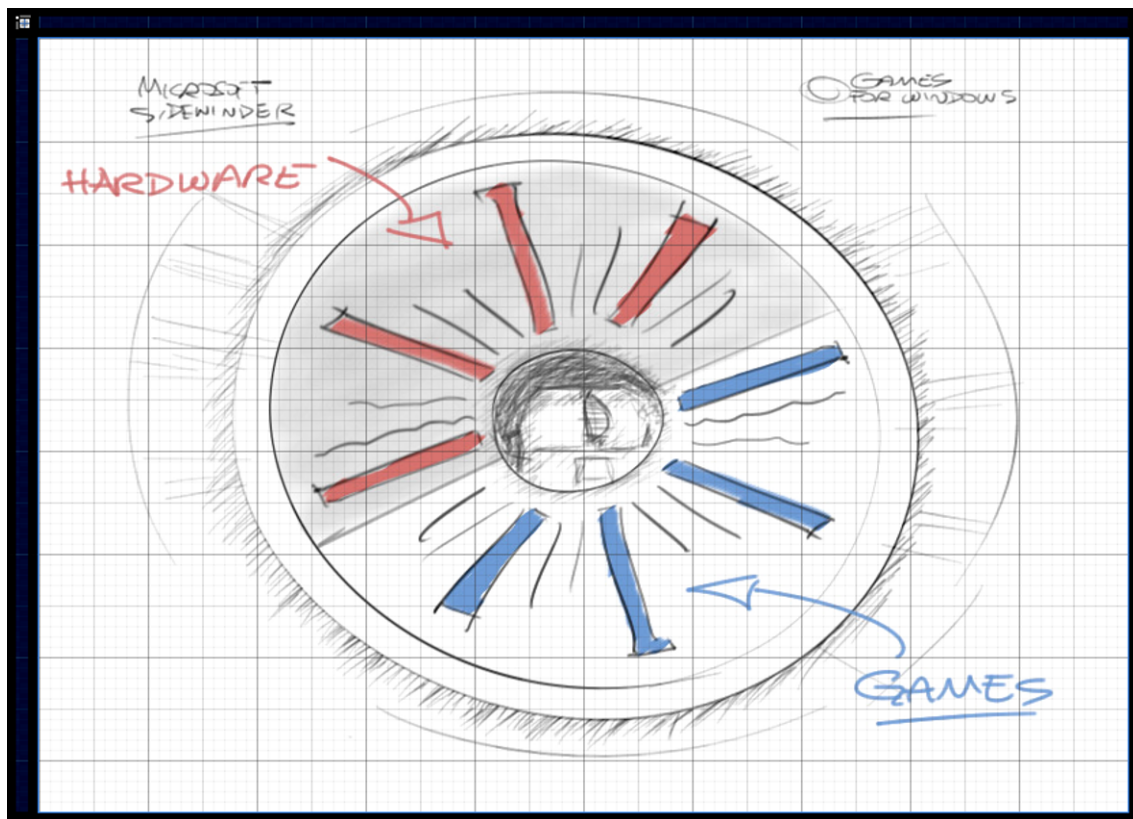 MICROSOFT
SIDEWINDER
GAMES
FOR WINDOWS
HARDWARE
GAMES